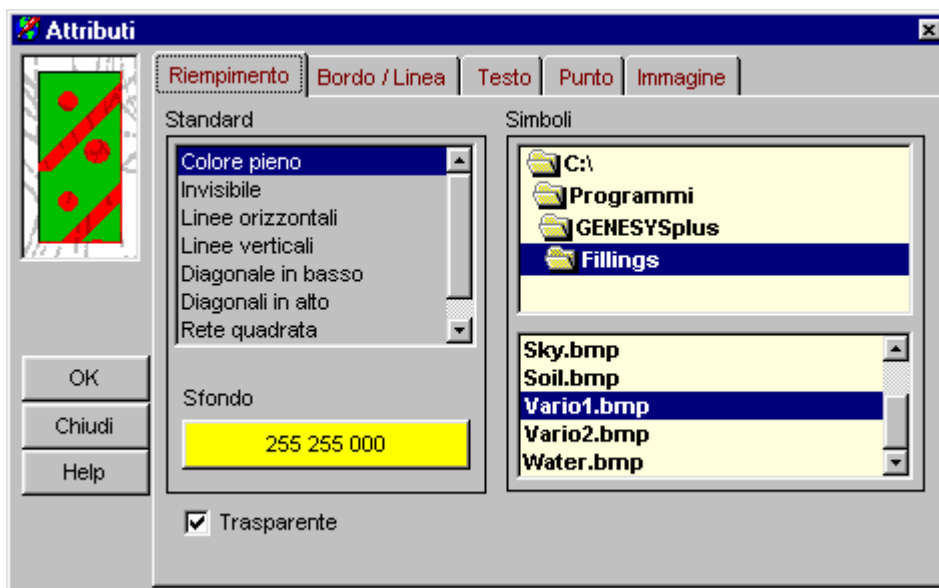 Attributi
Riempimento Bordo / Linea Testo Punto Immagine
Standard
Colore pieno
Invisibile
Linee orizzontali
Linee verticali
Diagonale in basso
Diagonali in alto
Rete quadrata
Sfondo
255 255 000
Trasparente
Simboli
C:\
Programmi
GENESYSplus
Fillings
Sky.bmp
Soil.bmp
Vario1.bmp
Vario2.bmp
Water.bmp
OK
Chiudi
Help